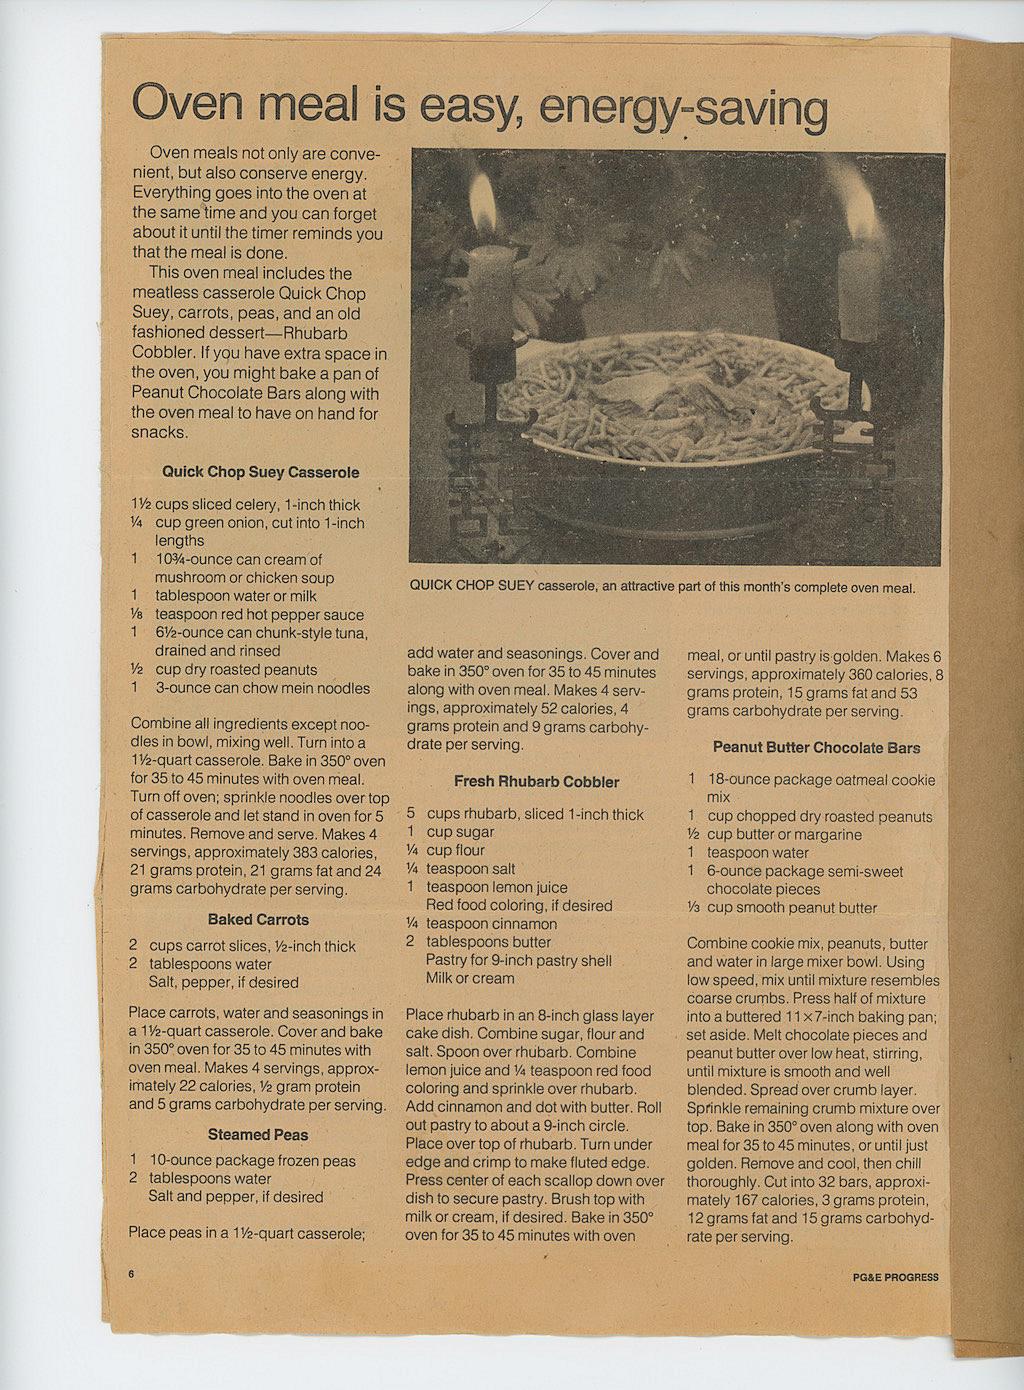 Oven meal is easy, energy-saving
Oven meals not only are conve-
nient, but also conserve energy.
Everything goes into the oven at
the same time and you can forget
about it until the timer reminds you
that the meal is done.
This oven meal includes the
meatless casserole Quick Chop
Suey, carrots, peas, and an old
fashioned dessert—Rhubarb
Cobbler. If you have extra space in
the oven, you might bake a pan of
Peanut Chocolate Bars along with
the oven meal to have on hand for
snacks.
Quick Chop Suey Casserole
1½ cups sliced celery, 1-inch thick
¼ cup green onion, cut into 1-inch
lengths
1 10¾-ounce can cream of
mushroom or chicken soup
1 tablespoon water or milk
⅛ teaspoon red hot pepper sauce
1 6½-ounce can chunk-style tuna,
drained and rinsed
½ cup dry roasted peanuts
1 3-ounce can chow mein noodles
Combine all ingredients except noo-
dles in bowl, mixing well. Turn into a
1½-quart casserole. Bake in 350° oven
for 35 to 45 minutes with oven meal.
Turn off oven; sprinkle noodles over top
of casserole and let stand in oven for 5
minutes. Remove and serve. Makes 4
servings, approximately 383 calories,
21 grams protein, 21 grams fat and 24
grams carbohydrate per serving.
Baked Carrots
2 cups carrot slices, ½-inch thick
2 tablespoons water
Salt, pepper, if desired
Place carrots, water and seasonings in
a 1½-quart casserole. Cover and bake
in 350° oven for 35 to 45 minutes with
oven meal. Makes 4 servings, approx-
imately 22 calories, ½ gram protein
and 5 grams carbohydrate per serving.
Steamed Peas
1 10-ounce package frozen peas
2 tablespoons water
Salt and pepper, if desired
Place peas in a 1½-quart casserole;
QUICK CHOP SUEY casserole, an attractive part of this month's complete oven meal.
add water and seasonings. Cover and
bake in 350° oven for 35 to 45 minutes
along with oven meal. Makes 4 serv-
ings, approximately 52 calories, 4
grams protein and 9 grams carbohy-
drate per serving.
Fresh Rhubarb Cobbler
5 cups rhubarb, sliced 1-inch thick
1 cup sugar
¼ cup flour
¼ teaspoon salt
1 teaspoon lemon juice
Red food coloring, if desired
¼ teaspoon cinnamon
2 tablespoons butter
Pastry for 9-inch pastry shell
Milk or cream
Place rhubarb in an 8-inch glass layer
cake dish. Combine sugar, flour and
salt. Spoon over rhubarb. Combine
lemon juice and ¼ teaspoon red food
coloring and sprinkle over rhubarb.
Add cinnamon and dot with butter. Roll
out pastry to about a 9-inch circle.
Place over top of rhubarb. Turn under
edge and crimp to make fluted edge.
Press center of each scallop down over
dish to secure pastry. Brush top with
milk or cream, if desired. Bake in 350°
oven for 35 to 45 minutes with oven
meal, or until pastry is golden. Makes 6
servings, approximately 360 calories, 8
grams protein, 15 grams fat and 53
grams carbohydrate per serving.
Peanut Butter Chocolate Bars
1 18-ounce package oatmeal cookie
mix
1 cup chopped dry roasted peanuts
½ cup butter or margarine
1 teaspoon water
1 6-ounce package semi-sweet
chocolate pieces
⅓ cup smooth peanut butter
Combine cookie mix, peanuts, butter
and water in large mixer bowl. Using
low speed, mix until mixture resembles
coarse crumbs. Press half of mixture
into a buttered 11×7-inch baking pan;
set aside. Melt chocolate pieces and
peanut butter over low heat, stirring,
until mixture is smooth and well
blended. Spread over crumb layer.
Sprinkle remaining crumb mixture over
top. Bake in 350° oven along with oven
meal for 35 to 45 minutes, or until just
golden. Remove and cool, then chill
thoroughly. Cut into 32 bars, approxi-
mately 167 calories, 3 grams protein,
12 grams fat and 15 grams carbohyd-
rate per serving.
6
PG&E PROGRESS